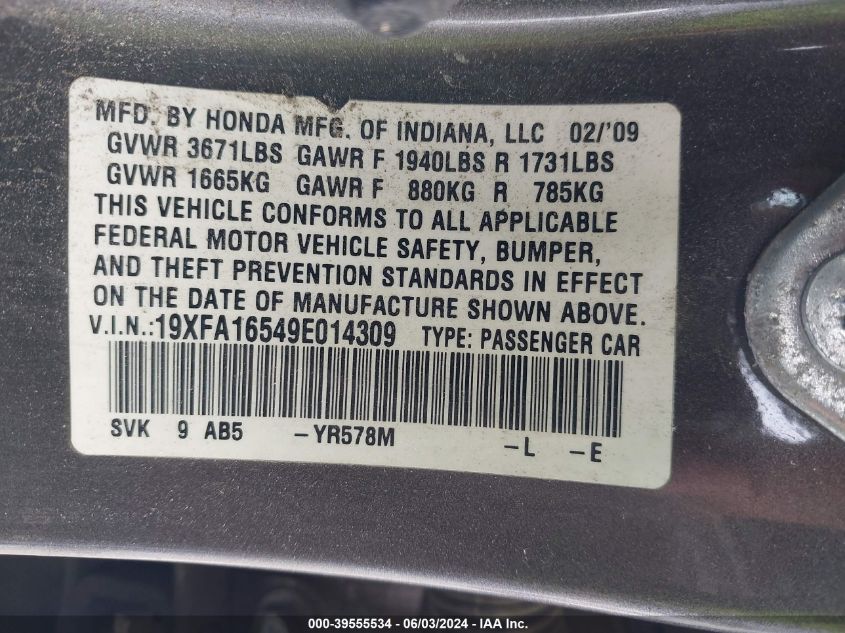 MFD. BY HONDA MFG. OF INDIANA, LLC 02/'09
GVWR 3671LBS GAWR F 1940LBS R 1731LBS
GVWR 1665KG GAWR F 880KG R 785KG
THIS VEHICLE CONFORMS TO ALL APPLICABLE
FEDERAL MOTOR VEHICLE SAFETY, BUMPER,
AND THEFT PREVENTION STANDARDS IN EFFECT
ON THE DATE OF MANUFACTURE SHOWN ABOVE.
V.I.N.:19XFA16549E014309 TYPE: PASSENGER CAR
SVK 9 AB5 -YR578M -L -E
000-39555534 | 06/03/2024 - IAAI Inc.